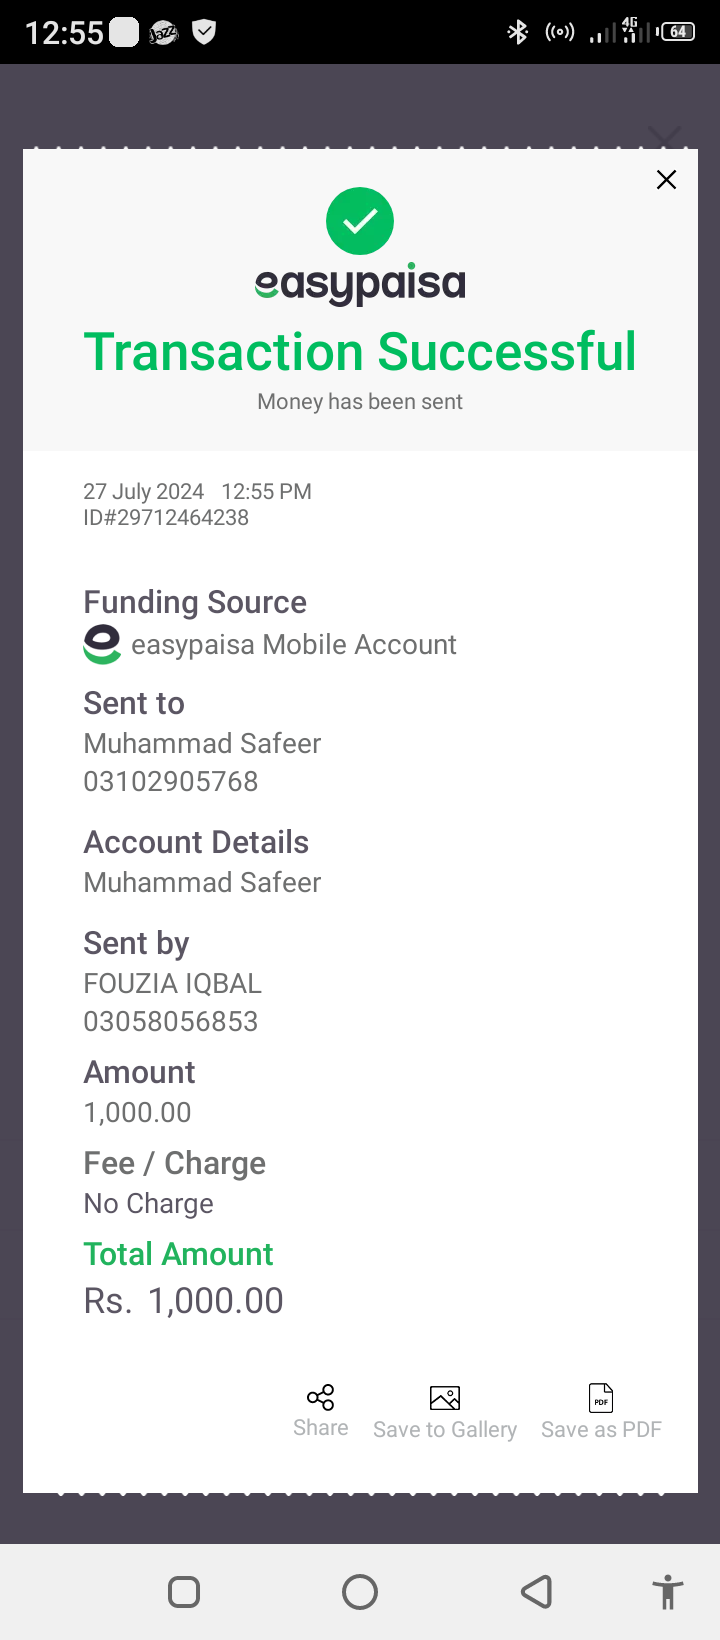 12:55
Jazz
4G
64
easypaisa
Transaction Successful
Money has been sent
27 July 2024 12:55 PM
ID#29712464238
Funding Source
easypaisa Mobile Account
Sent to
Muhammad Safeer
03102905768
Account Details
Muhammad Safeer
Sent by
FOUZIA IQBAL
03058056853
Amount
1,000.00
Fee / Charge
No Charge
Total Amount
Rs. 1,000.00
PDF
Share Save to Gallery Save as PDF